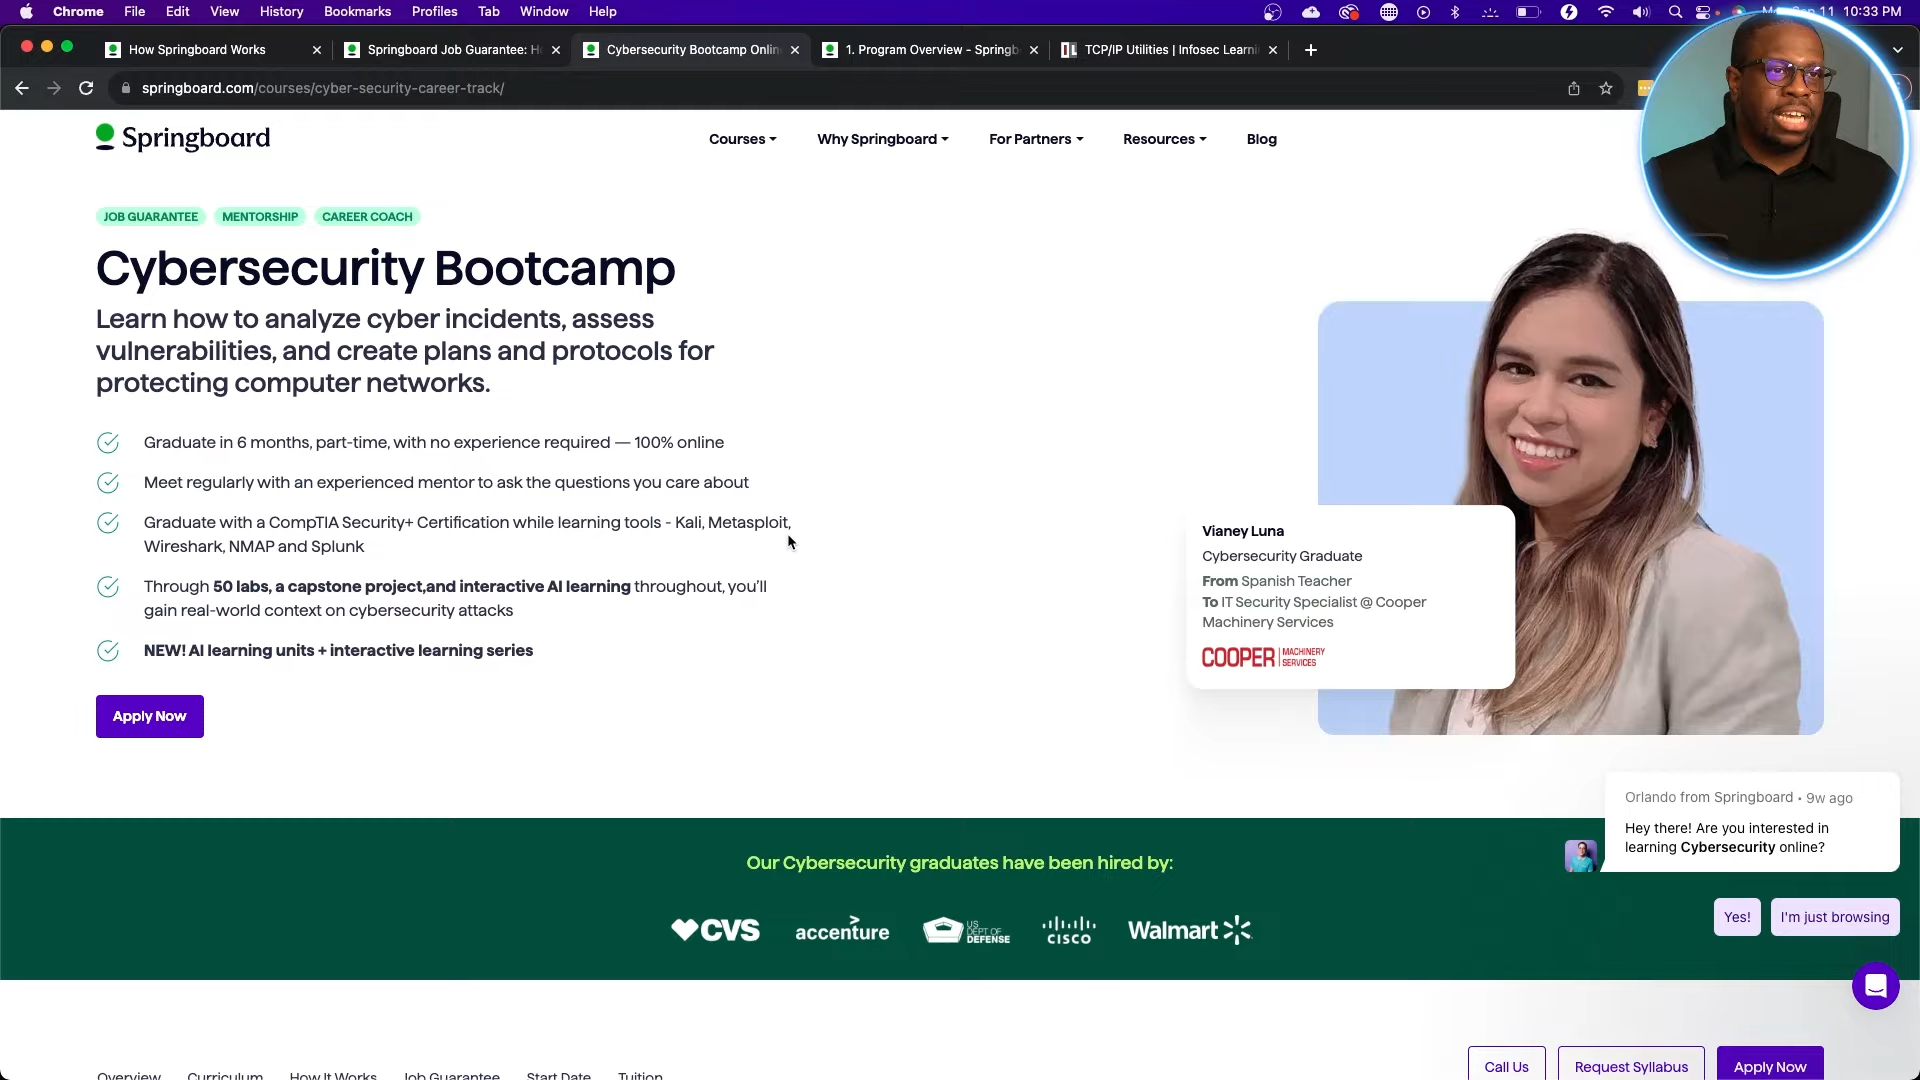 Chrome File Edit View History Bookmarks Profiles Tab Window Help
10:33 PM
How Springboard Works
Springboard Job Guarantee:
Cybersecurity Bootcamp
1. Program Overview -
TCP/IP Utilities | Infosec
springboard.com/courses/cyber-security-career-track/
Springboard
Courses Why Springboard For Partners Resources Blog
JOB GUARANTEE MENTORSHIP CAREER COACH
Cybersecurity Bootcamp
Learn how to analyze cyber incidents, assess
vulnerabilities, and create plans and protocols for
protecting computer networks.
Graduate in 6 months, part-time, with no experience required — 100% online
Meet regularly with an experienced mentor to ask the questions you care about
Graduate with a CompTIA Security+ Certification while learning tools - Kali, Metasploit,
Wireshark, NMAP and Splunk
Through 50 labs, a capstone project,and interactive AI learning throughout, you'll
gain real-world context on cybersecurity attacks
NEW! AI learning units + interactive learning series
Apply Now
Vianey Luna
Cybersecurity Graduate
From Spanish Teacher
To IT Security Specialist @ Cooper
Machinery Services
COOPER MACHINERY
SERVICES
Orlando from Springboard • 9w ago
Hey there! Are you interested in
learning Cybersecurity online?
Yes! I'm just browsing
Our Cybersecurity graduates have been hired by:
CVS accenture US DEPT OF DEFENSE CISCO Walmart
Overview Curriculum How It Works Job Guarantee Start Date Tuition
Call Us Request Syllabus Apply Now